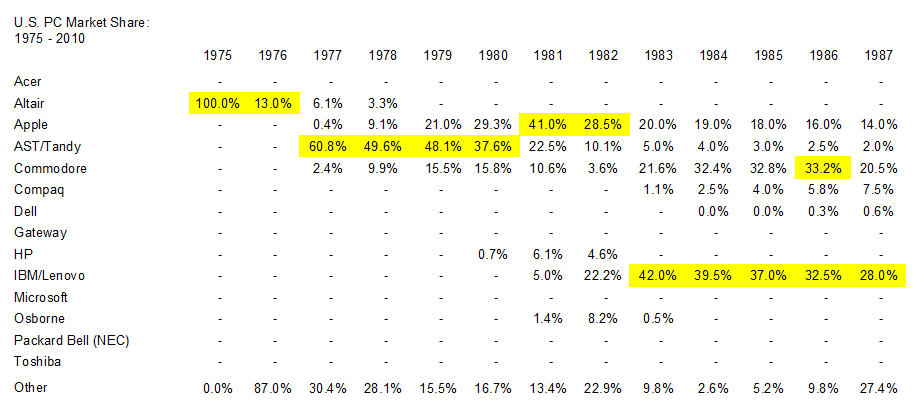 U.S. PC Market Share:
1975 - 2010
1975 1976 1977 1978 1979 1980 1981 1982 1983 1984 1985 1986 1987
Acer - - - - - - - - - - - - -
Altair 100.0% 13.0% 6.1% 3.3% - - - - - - - - -
Apple - - 0.4% 9.1% 21.0% 29.3% 41.0% 28.5% 20.0% 19.0% 18.0% 16.0% 14.0%
AST/Tandy - - 60.8% 49.6% 48.1% 37.6% 22.5% 10.1% 5.0% 4.0% 3.0% 2.5% 2.0%
Commodore - - 2.4% 9.9% 15.5% 15.8% 10.6% 3.6% 21.6% 32.4% 32.8% 33.2% 20.5%
Compaq - - - - - - - - 1.1% 2.5% 4.0% 5.8% 7.5%
Dell - - - - - - - - - 0.0% 0.0% 0.3% 0.6%
Gateway - - - - - - - - - - - - -
HP - - - - - 0.7% 6.1% 4.6% - - - - -
IBM/Lenovo - - - - - - 5.0% 22.2% 42.0% 39.5% 37.0% 32.5% 28.0%
Microsoft - - - - - - - - - - - - -
Osborne - - - - - - 1.4% 8.2% 0.5% - - - -
Packard Bell (NEC) - - - - - - - - - - - - -
Toshiba - - - - - - - - - - - - -
Other 0.0% 87.0% 30.4% 28.1% 15.5% 16.7% 13.4% 22.9% 9.8% 2.6% 5.2% 9.8% 27.4%